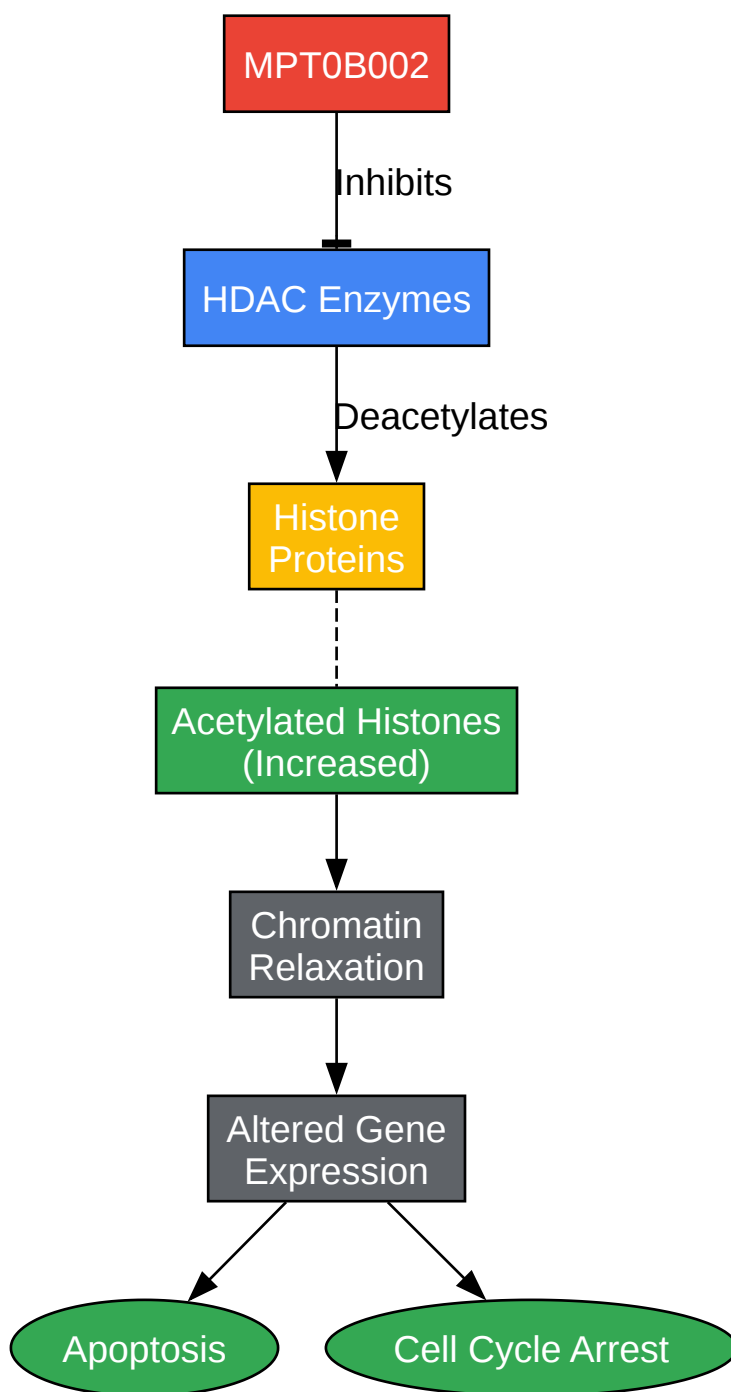 MPT0B002
Inhibits
HDAC Enzymes
Deacetylates
Histone
Proteins
Acetylated Histones
(Increased)
Chromatin
Relaxation
Altered Gene
Expression
Apoptosis
Cell Cycle Arrest